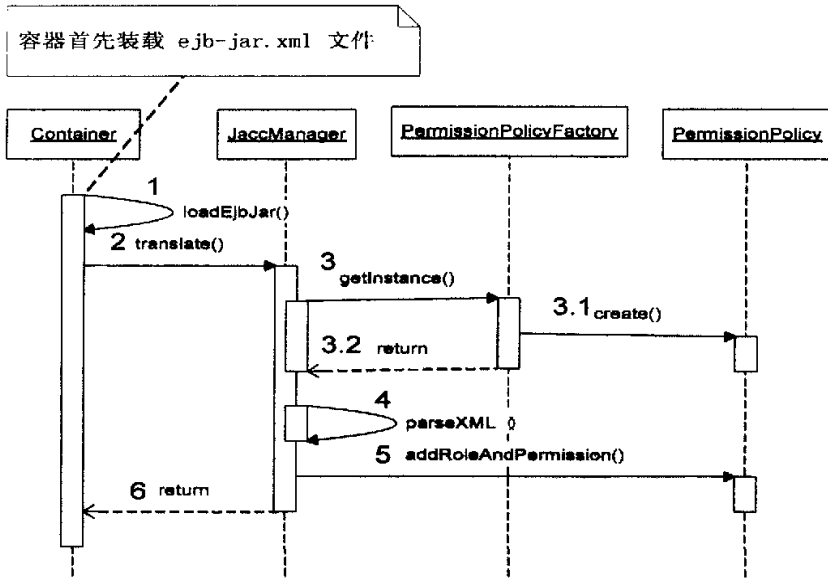 容器首先装载 ejb-jar.xml 文件
Container
JaccManager
PermissionPolicyFactory
PermissionPolicy
1
loadEjbJar()
2 translate()
3
getInstance()
3.1 create()
3.2 return
4
parseXML ()
5 addRoleAndPermission()
6 return